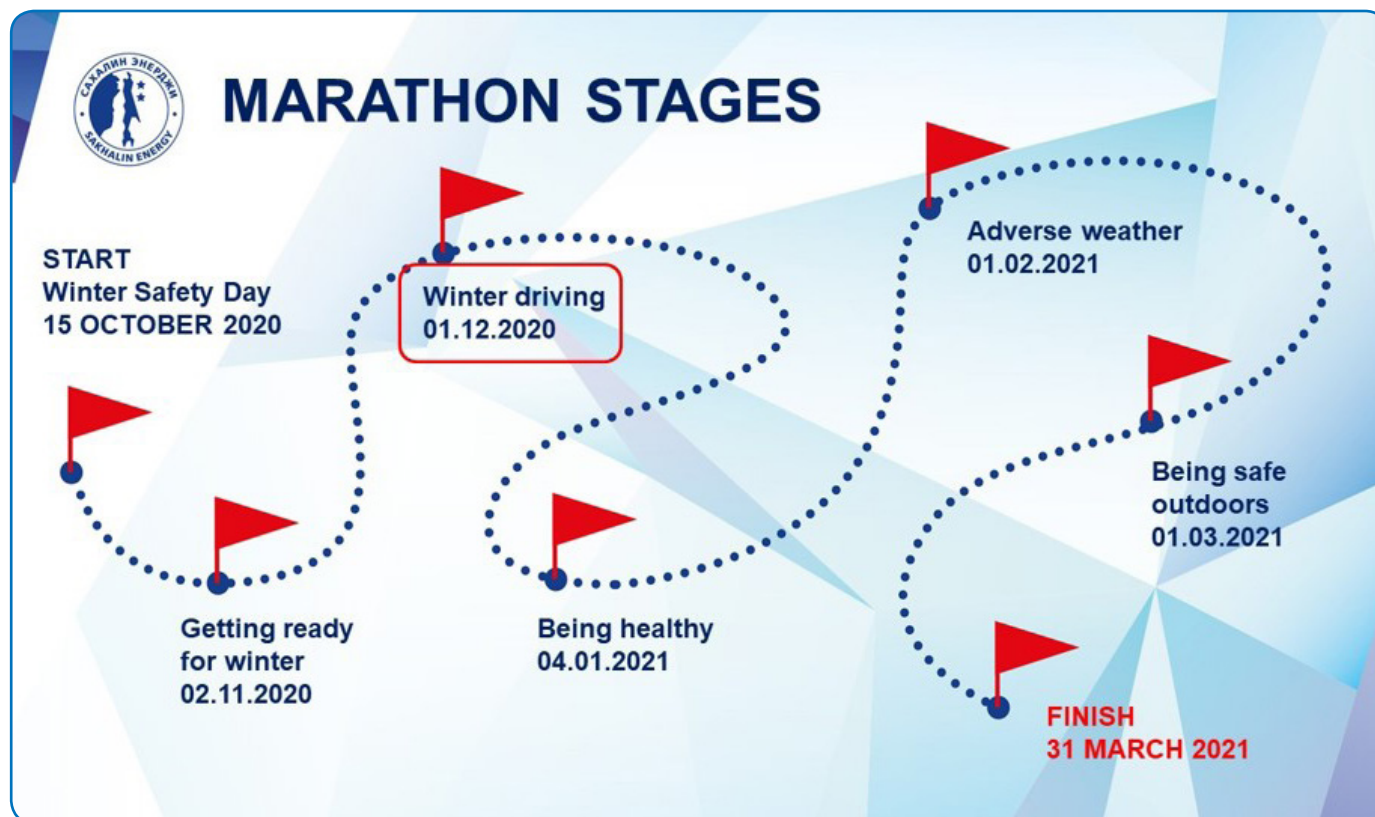 САХАЛИН ЭНЕРДЖИ
SAKHALIN ENERGY
MARATHON STAGES
START
Winter Safety Day
15 OCTOBER 2020
Getting ready
for winter
02.11.2020
Winter driving
01.12.2020
Being healthy
04.01.2021
Adverse weather
01.02.2021
Being safe
outdoors
01.03.2021
FINISH
31 MARCH 2021